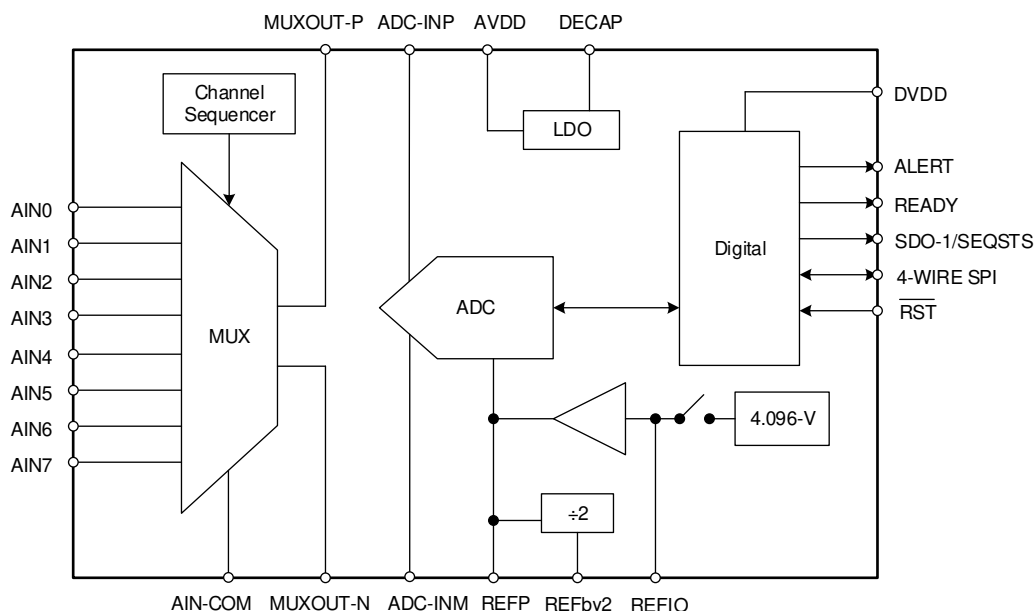 MUXOUT-P ADC-INP AVDD DECAP
Channel
Sequencer
LDO
DVDD
ALERT
READY
SDO-1/SEQSTS
4-WIRE SPI
RST
Digital
AIN0
AIN1
AIN2
AIN3
AIN4
AIN5
AIN6
AIN7
MUX
ADC
4.096-V
÷2
AIN-COM MUXOUT-N ADC-INM REFP REFby2 REFIO